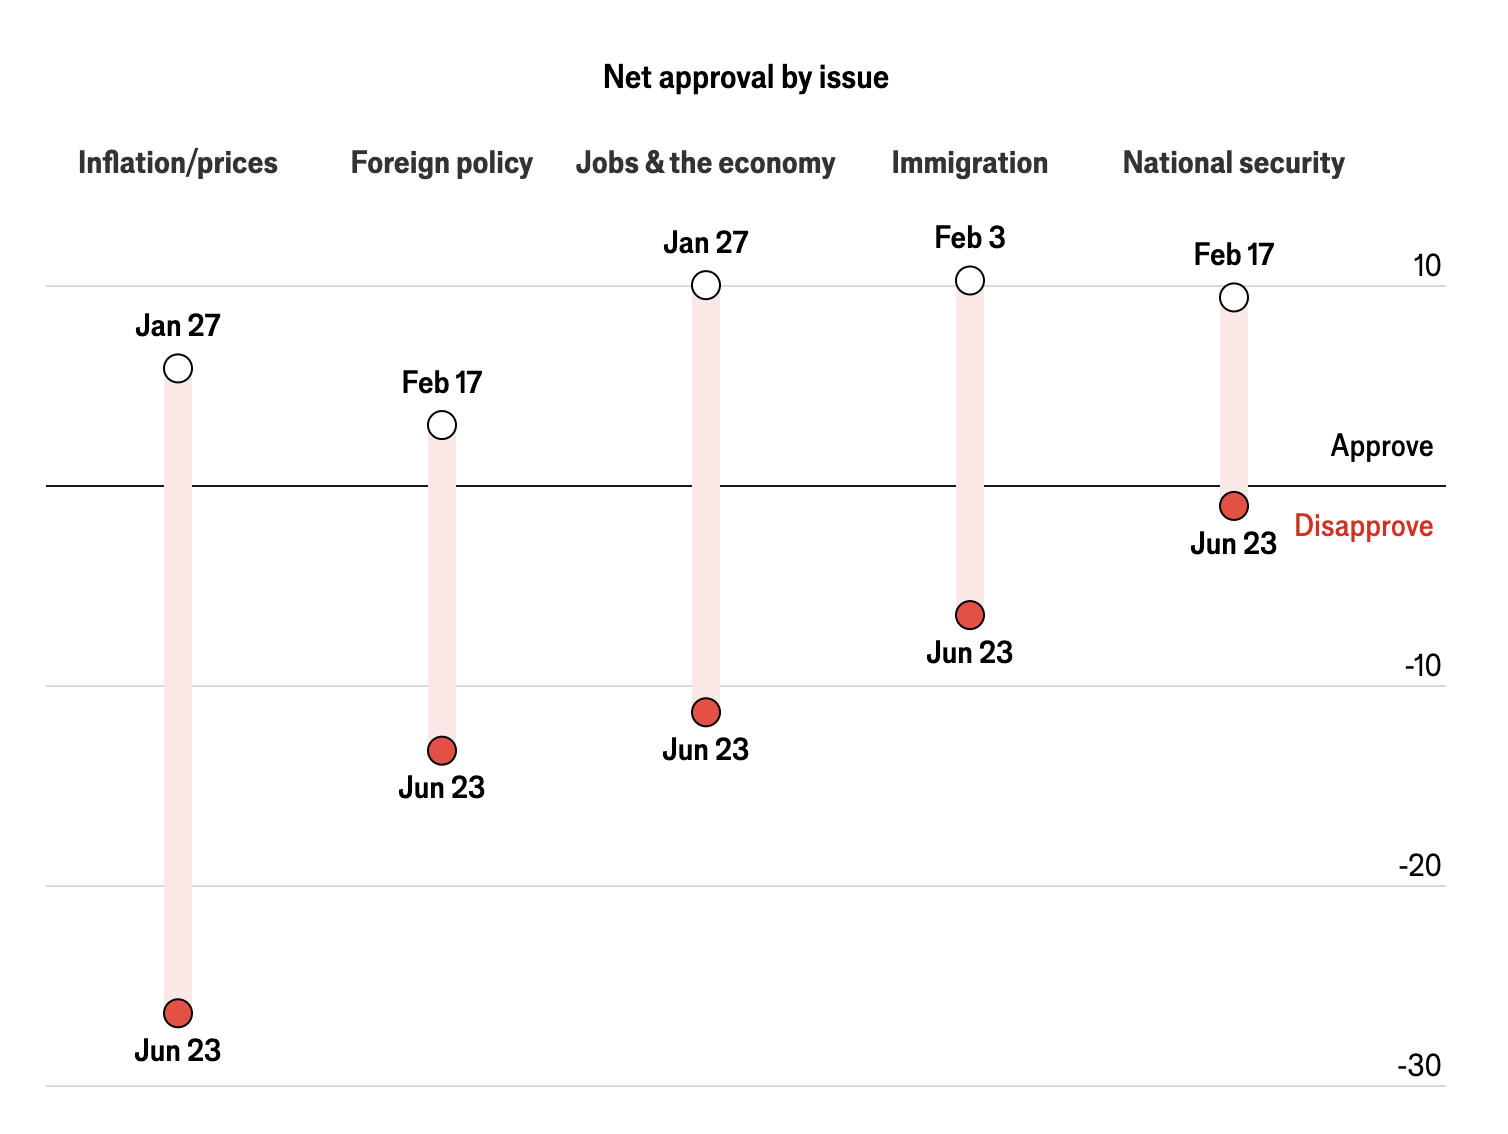 Net approval by issue
Inflation/prices
Foreign policy
Jobs & the economy
Immigration
National security
Jan 27
Feb 17
Jan 27
Feb 3
Feb 17
10
Approve
Disapprove
Jun 23
Jun 23
-10
Jun 23
Jun 23
-20
Jun 23
-30